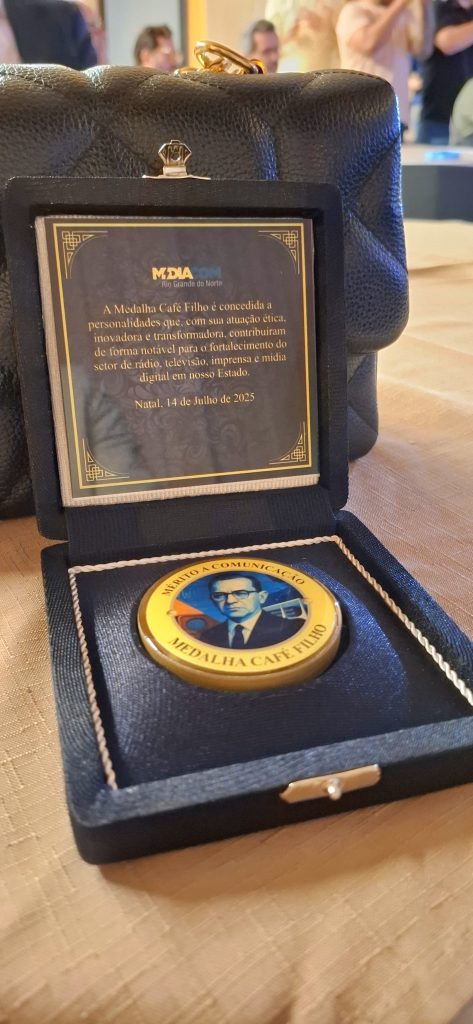 MÍDIACOM
Rio Grande do Norte
A Medalha Café Filho é concedida a
personalidades que, com sua atuação ética,
inovadora e transformadora, contribuíram
de forma notável para o fortalecimento do
setor de rádio, televisão, imprensa e mídia
digital em nosso Estado.
Natal, 14 de Julho de 2025
MÉRITO A COMUNICAÇÃO
MEDALHA CAFÉ FILHO